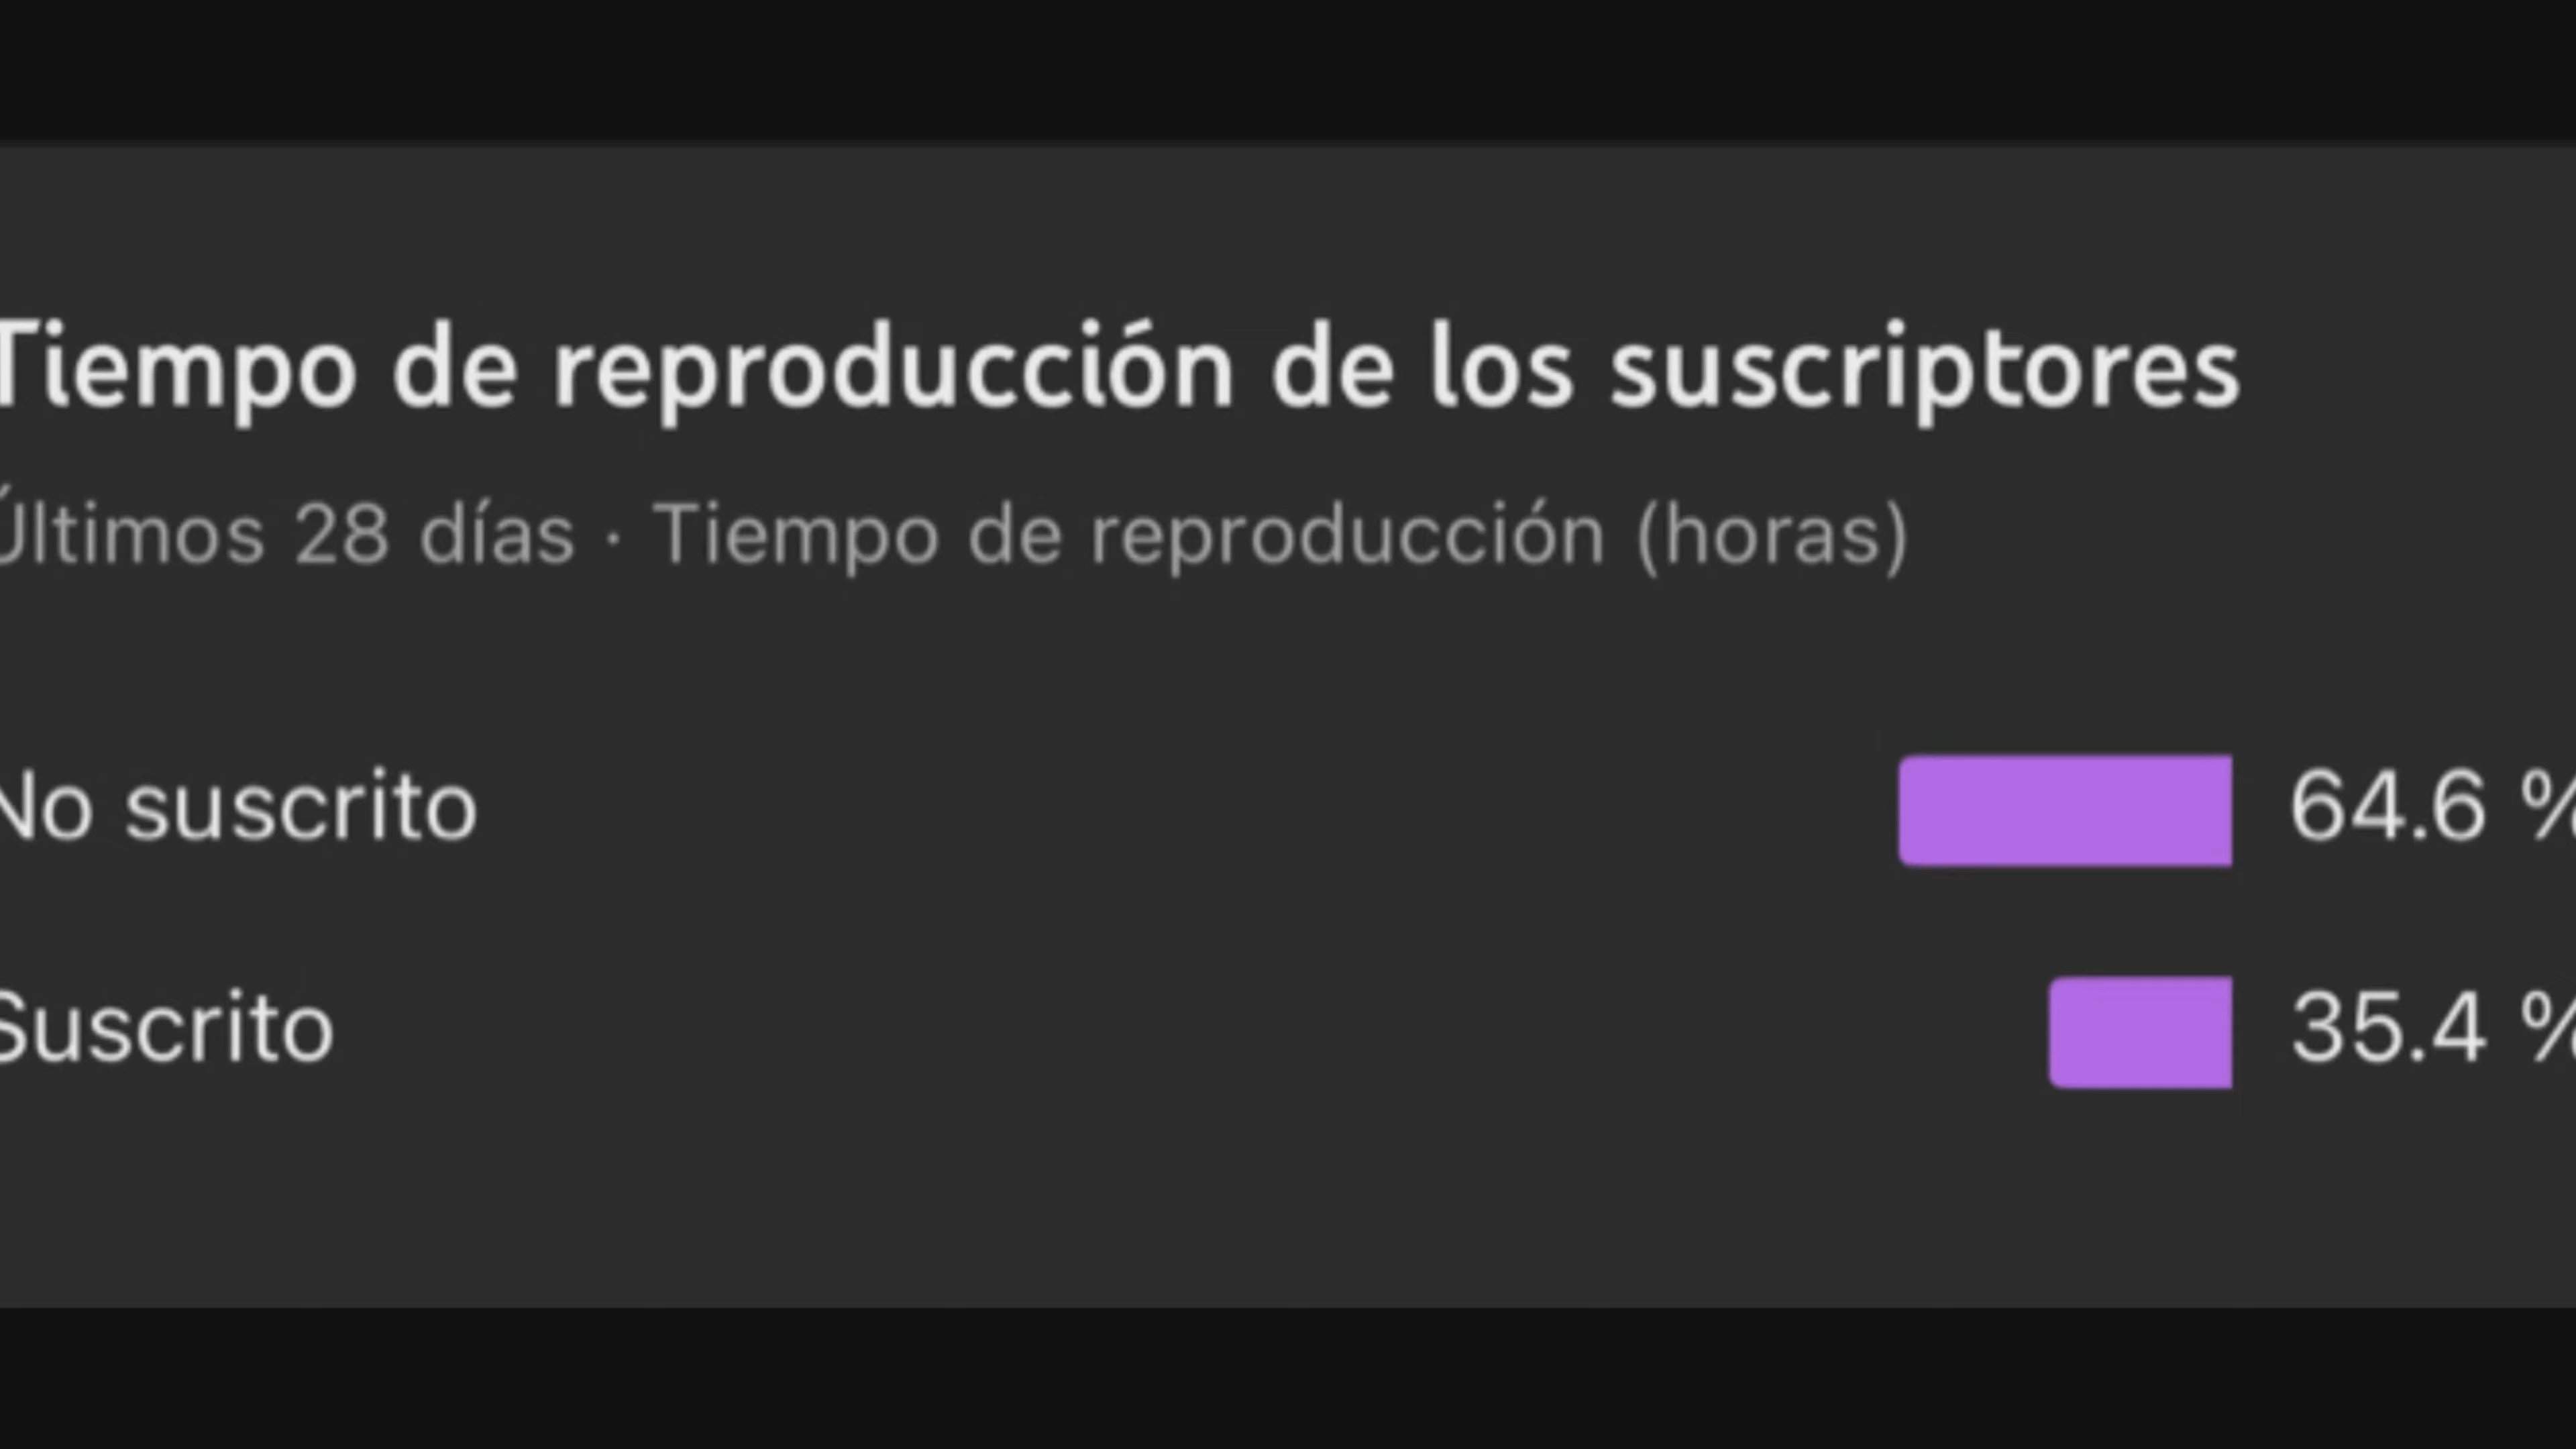 Tiempo de reproducción de los suscriptores
Últimos 28 días · Tiempo de reproducción (horas)
No suscrito 64.6 %
Suscrito 35.4 %